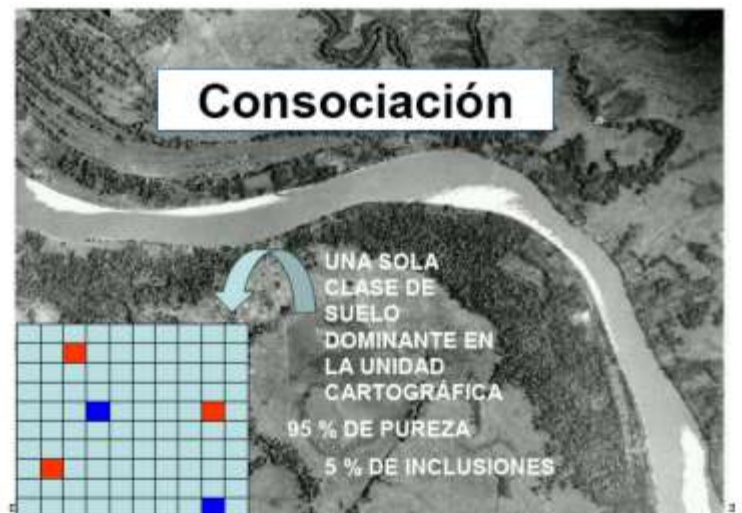 Consociación
UNA SOLA
CLASE DE
SUELO
DOMINANTE EN
LA UNIDAD
CARTOGRÁFICA
95 % DE PUREZA
5 % DE INCLUSIONES